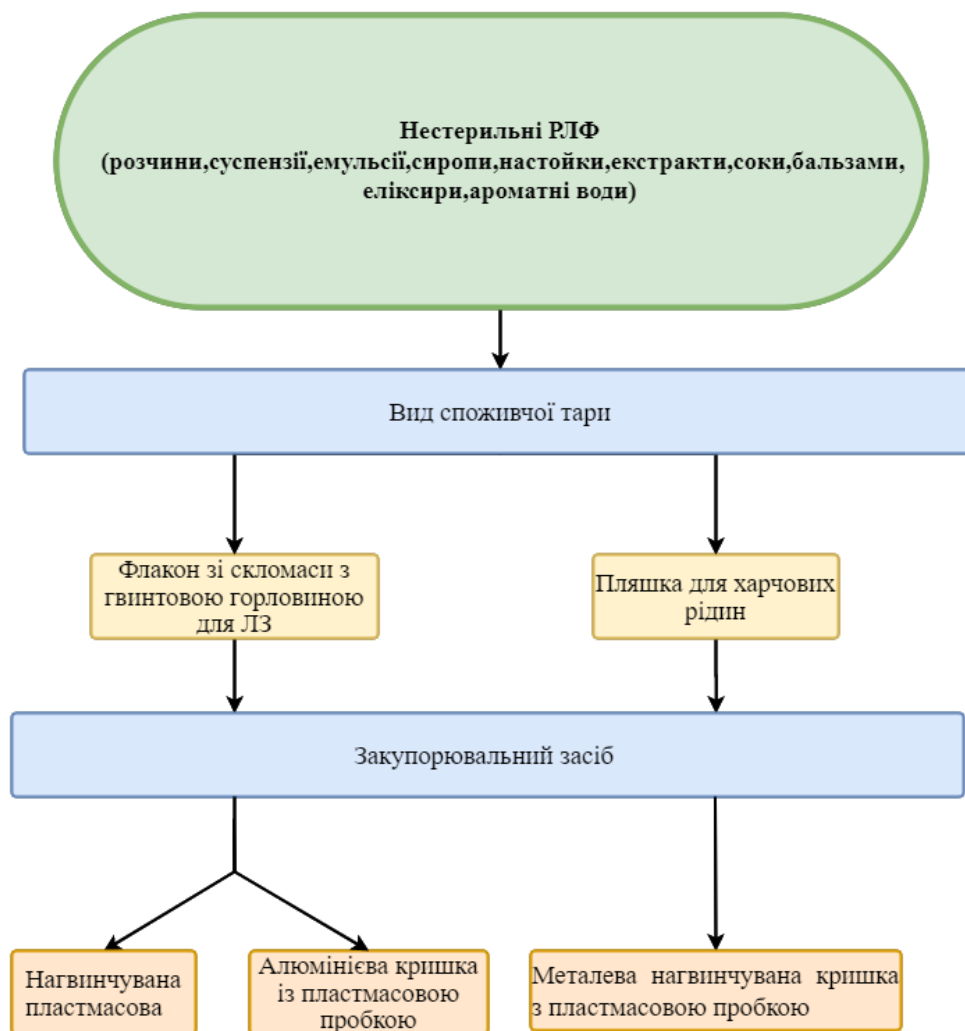 Нестерильні РЛФ
(розчини,суспензії,емульсії,сиропи,настойки,екстракти,соки,бальзами,
еліксири,ароматні води)
Вид споживчої тари
Флакон зі скломаси з
гвинтовою горловиною
для ЛЗ
Пляшка для харчових
рідин
Закупорювальний засіб
Нагвинчувана
пластмасова
Алюмінієва кришка
із пластмасовою
пробкою
Металева нагвинчувана кришка
з пластмасовою пробкою